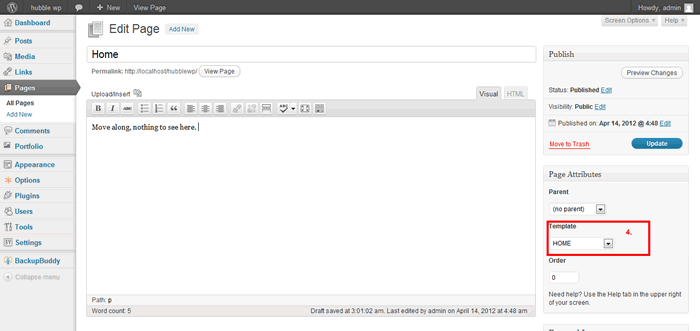 hubble wp 0 + New View Page Howdy, admin
Dashboard
Posts
Media
Links
Pages
All Pages
Add New
Comments
Portfolio
Appearance
Options
Plugins
Users
Tools
Settings
BackupBuddy
Collapse menu
Screen Options Help
Edit Page Add New
Home
Permalink: http://localhost/hubblewp/ View Page
Upload/Insert
Visual HTML
B I ABC ABC
Move along, nothing to see here.
Path: p
Word count: 5 Draft saved at 3:01:02 am. Last edited by admin on April 14, 2012 at 4:48 am
Publish
Preview Changes
Status: Published Edit
Visibility: Public Edit
Published on: Apr 14, 2012 @ 4:48 Edit
Move to Trash Update
Page Attributes
Parent
(no parent)
Template
4.
HOME
Order
0
Need help? Use the Help tab in the upper right
of your screen.